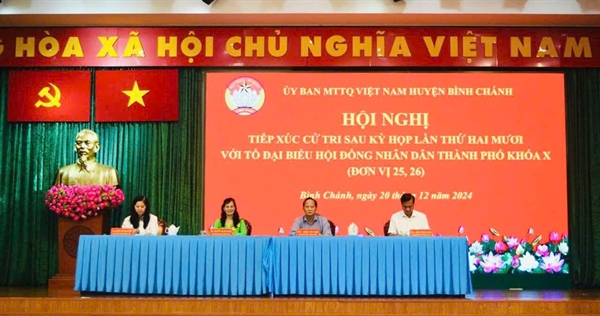 HÒA XÃ HỘI CHỦ NGHĨA VIỆT NAM
ỦY BAN MTTQ VIỆT NAM HUYỆN BÌNH CHÁNH
HỘI NGHỊ
TIẾP XÚC CỬ TRI SAU KỲ HỌP LẦN THỨ HAI MƯƠI
VỚI TỔ ĐẠI BIỂU HỘI ĐỒNG NHÂN DÂN THÀNH PHỐ KHÓA X
(ĐƠN VỊ 25, 26)
Bình Chánh, ngày 20 tháng 12 năm 2024